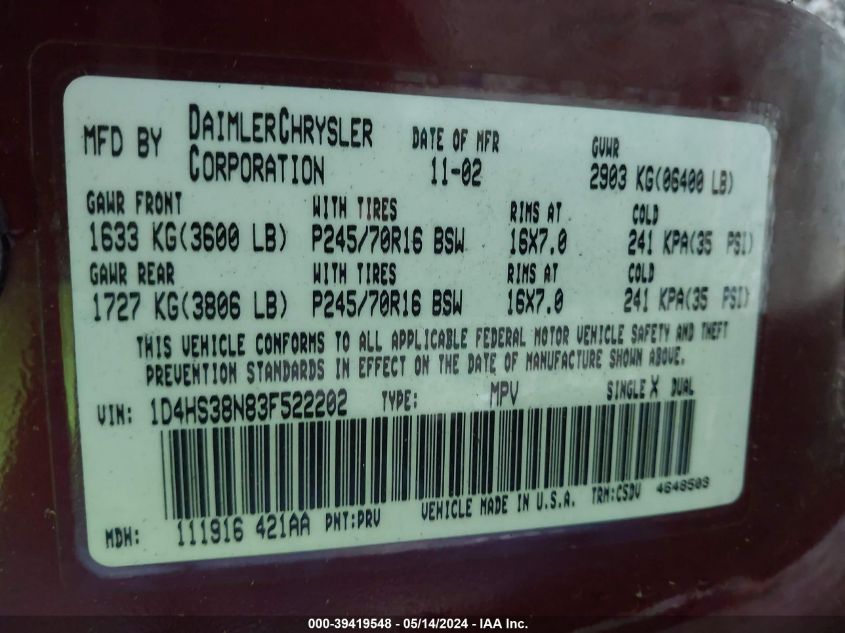 MFD BY DAIMLERCHRYSLER CORPORATION
DATE OF MFR 11-02
GVWR 2903 KG(06400 LB)
GAWR FRONT WITH TIRES RIMS AT COLD
1633 KG(3600 LB) P245/70R16 BSW 16X7.0 241 KPA(35 PSI)
GAWR REAR WITH TIRES RIMS AT COLD
1727 KG(3806 LB) P245/70R16 BSW 16X7.0 241 KPA(35 PSI)
THIS VEHICLE CONFORMS TO ALL APPLICABLE FEDERAL MOTOR VEHICLE SAFETY AND THEFT
PREVENTION STANDARDS IN EFFECT ON THE DATE OF MANUFACTURE SHOWN ABOVE.
VIN: 1D4HS38N83F522202 TYPE: MPV SINGLE X DUAL
MDH: 111916 421AA PNT:PRV VEHICLE MADE IN U.S.A. TRM:CSDV 4648503
000-39419548 - 05/14/2024 - IAA Inc.